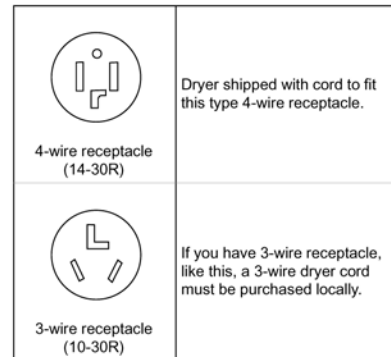 4-wire receptacle
(14-30R)
Dryer shipped with cord to fit
this type 4-wire receptacle.
3-wire receptacle
(10-30R)
If you have 3-wire receptacle,
like this, a 3-wire dryer cord
must be purchased locally.